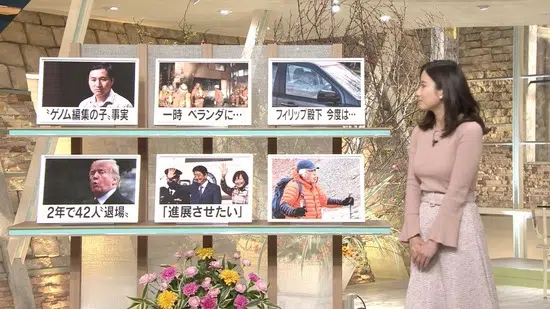 “ゲノム編集の子”、事実
一時 ベランダに…
フィリップ殿下 今度は…
2年で42人“退場”
「進展させたい」